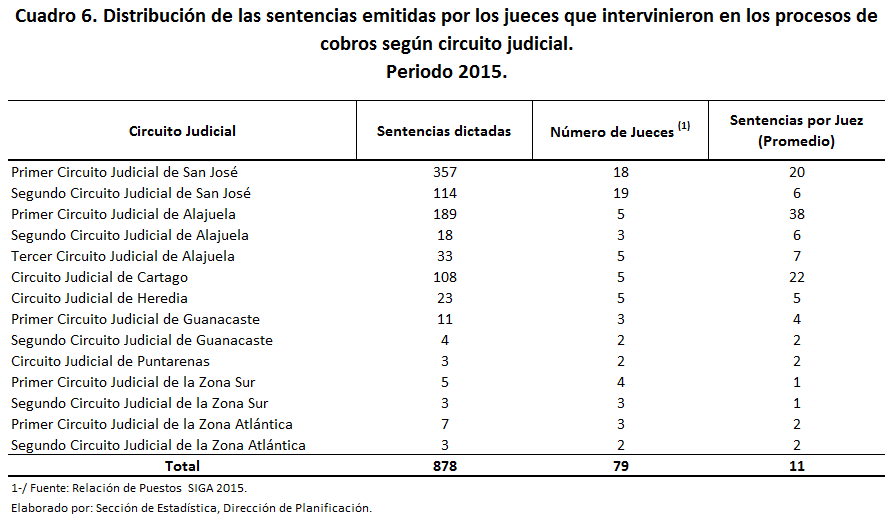 Cuadro 6. Distribución de las sentencias emitidas por los jueces que intervinieron en los procesos de
cobros según circuito judicial.
Periodo 2015.
Circuito Judicial Sentencias dictadas Número de Jueces (1) Sentencias por Juez
(Promedio)
Primer Circuito Judicial de San José 357 18 20
Segundo Circuito Judicial de San José 114 19 6
Primer Circuito Judicial de Alajuela 189 5 38
Segundo Circuito Judicial de Alajuela 18 3 6
Tercer Circuito Judicial de Alajuela 33 5 7
Circuito Judicial de Cartago 108 5 22
Circuito Judicial de Heredia 23 5 5
Primer Circuito Judicial de Guanacaste 11 3 4
Segundo Circuito Judicial de Guanacaste 4 2 2
Circuito Judicial de Puntarenas 3 2 2
Primer Circuito Judicial de la Zona Sur 5 4 1
Segundo Circuito Judicial de la Zona Sur 3 3 1
Primer Circuito Judicial de la Zona Atlántica 7 3 2
Segundo Circuito Judicial de la Zona Atlántica 3 2 2
Total 878 79 11
1-/ Fuente: Relación de Puestos SIGA 2015.
Elaborado por: Sección de Estadística, Dirección de Planificación.